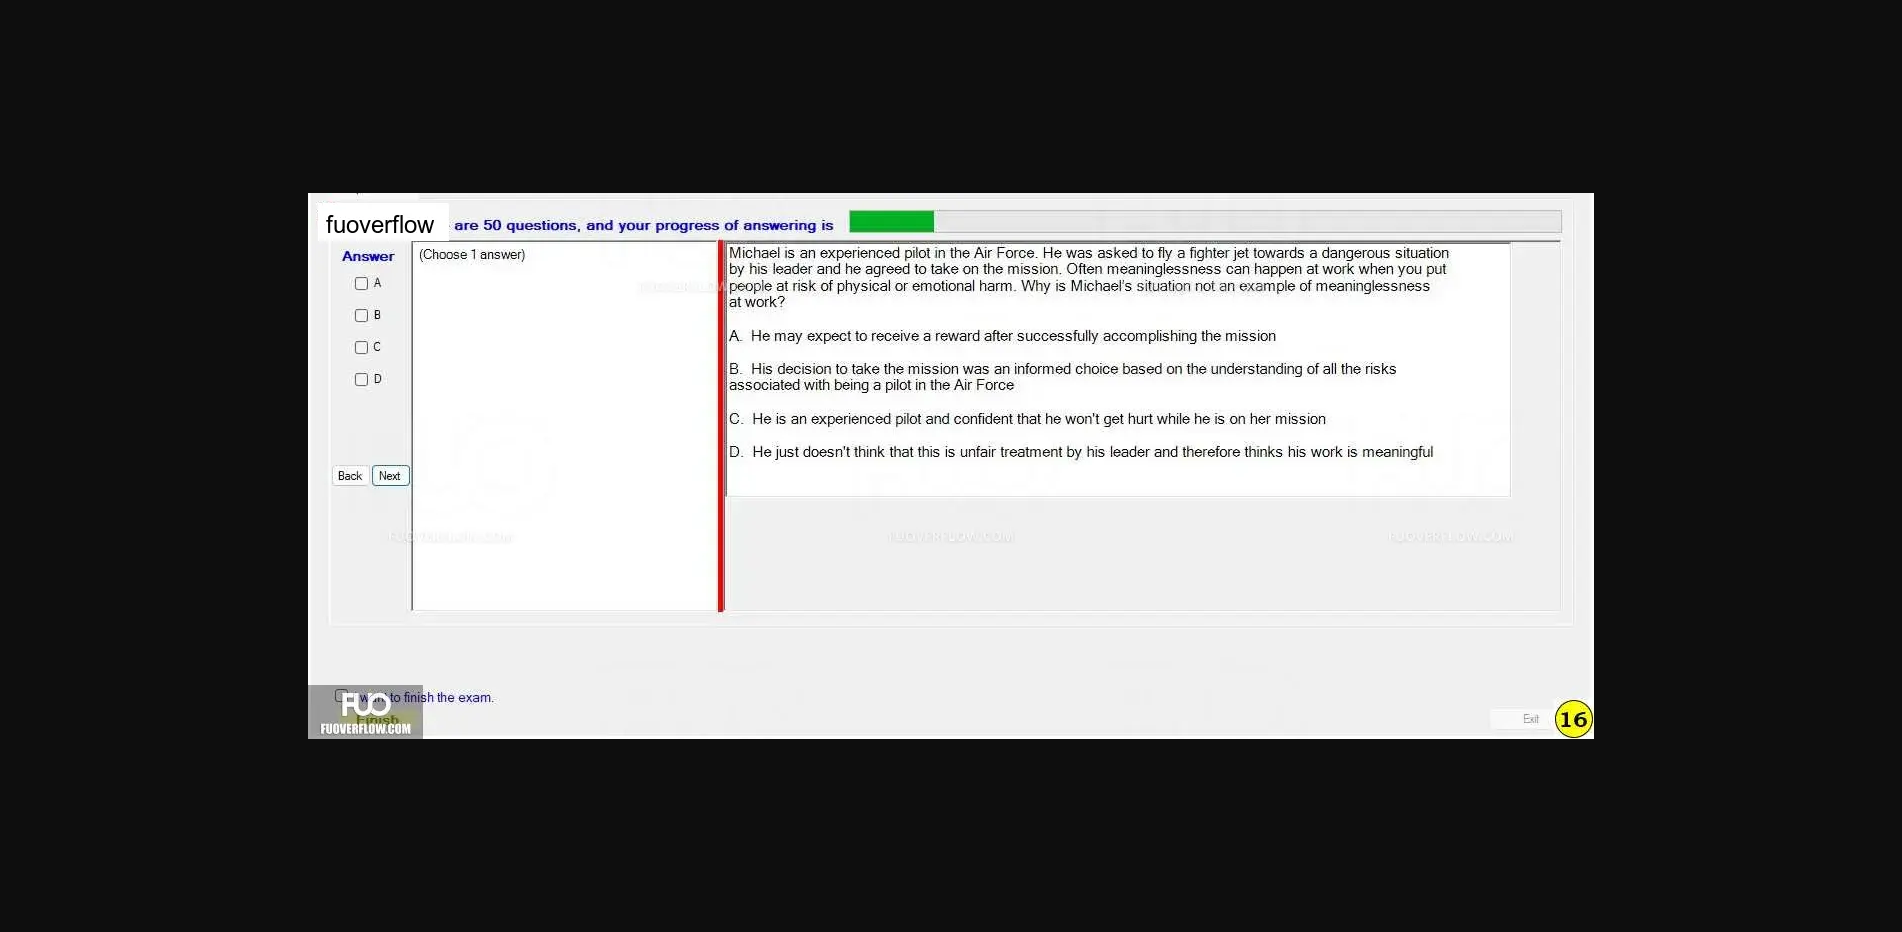 fuoverflow are 50 questions, and your progress of answering is
Answer
(Choose 1 answer)
A
B
C
D
Back Next
Michael is an experienced pilot in the Air Force. He was asked to fly a fighter jet towards a dangerous situation
by his leader and he agreed to take on the mission. Often meaninglessness can happen at work when you put
people at risk of physical or emotional harm. Why is Michael's situation not an example of meaninglessness
at work?
A. He may expect to receive a reward after successfully accomplishing the mission
B. His decision to take the mission was an informed choice based on the understanding of all the risks
associated with being a pilot in the Air Force
C. He is an experienced pilot and confident that he won't get hurt while he is on her mission
D. He just doesn't think that this is unfair treatment by his leader and therefore thinks his work is meaningful
FUOVERFLOW.COM
FUOVERFLOW.COM
FUOVERFLOW.COM
want to finish the exam.
FUO
Finish
FUOVERFLOW.COM
Exit
16